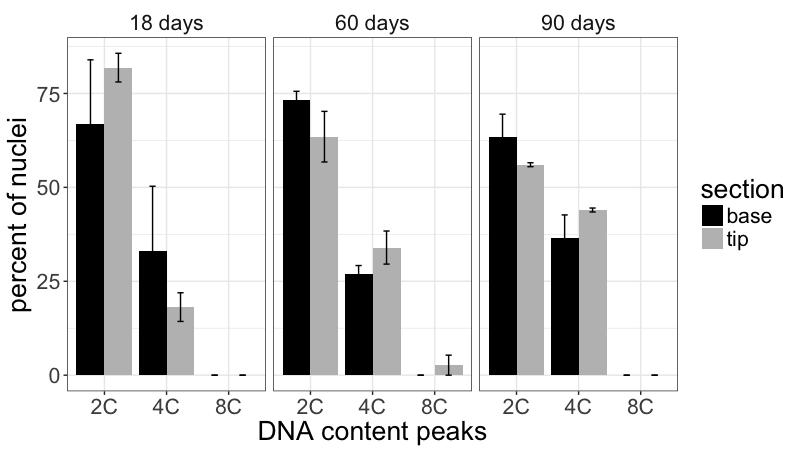 18 days 60 days 90 days
percent of nuclei
75
50
25
0
2C 4C 8C 2C 4C 8C 2C 4C 8C
DNA content peaks
section
base
tip